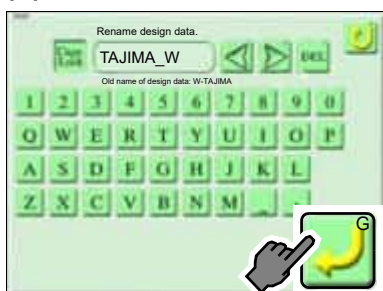 Rename design data.
Caps Lock TAJIMA_W DEL
Old name of design data: W-TAJIMA
1 2 3 4 5 6 7 8 9 0
Q W E R T Y U I O P
A S D F G H J K L
Z X C V B N M _
G